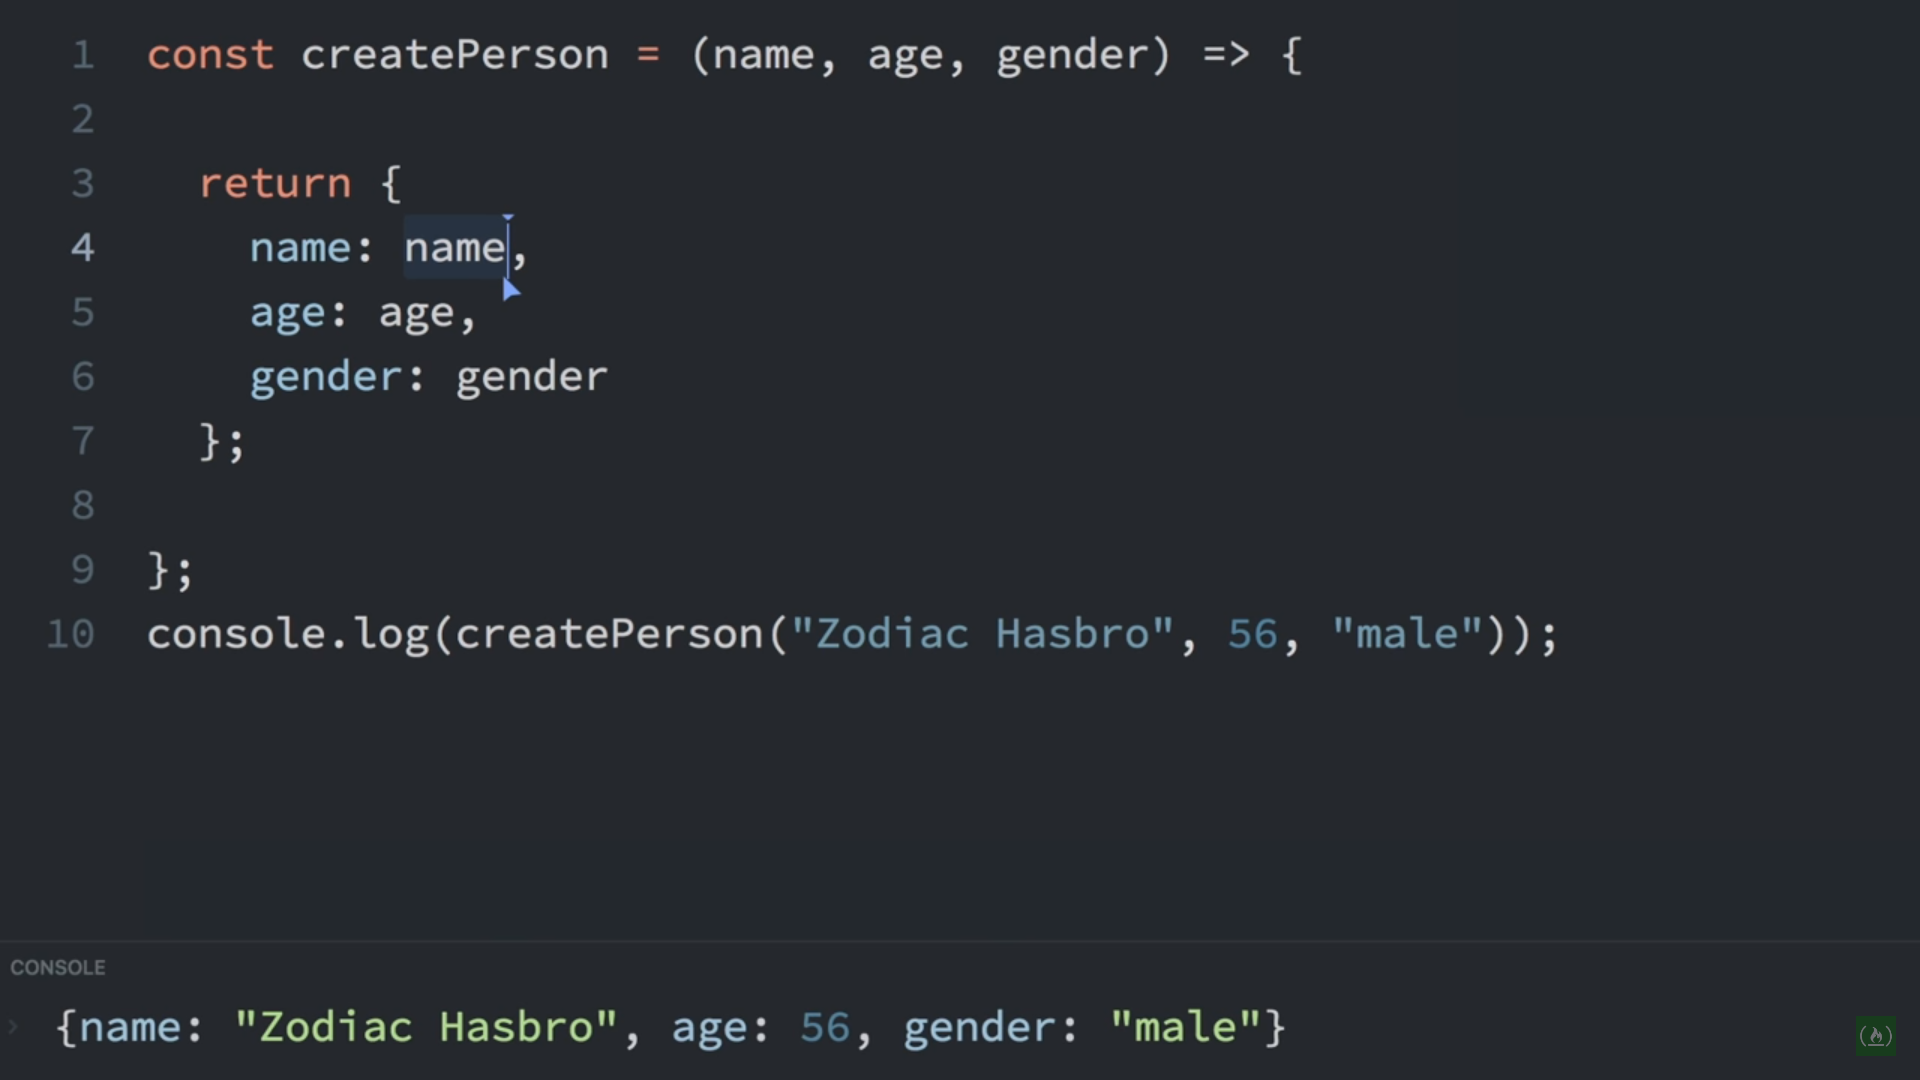 1 const createPerson = (name, age, gender) => {
2
3 return {
4 name: name,
5 age: age,
6 gender: gender
7 };
8
9 };
10 console.log(createPerson("Zodiac Hasbro", 56, "male"));
CONSOLE
{name: "Zodiac Hasbro", age: 56, gender: "male"}